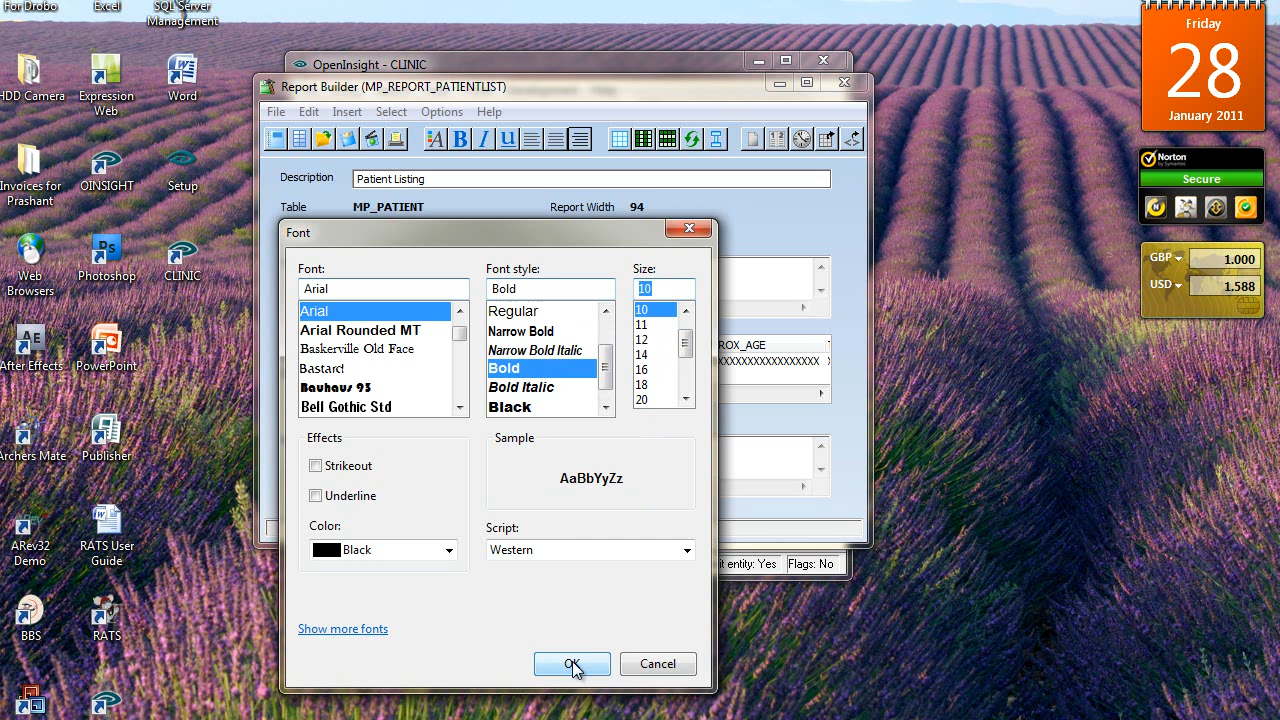 For Drobo
Excel
SQL Server
Management
HDD Camera
Expression
Web
Word
Invoices for
Prashant
OINSIGHT
Setup
Web
Browsers
Photoshop
CLINIC
After Effects
PowerPoint
Archers Mate
Publisher
ARev32
Demo
RATS User
Guide
BBS
RATS
OpenInsight - CLINIC
Report Builder (MP_REPORT_PATIENTLIST)
File Edit Insert Select Options Help
Description Patient Listing
Table MP_PATIENT Report Width 94
ROX_AGE
XXXXXXXXXXXXXXXX X
Font
Font: Font style: Size:
Arial Bold 10
Arial
Arial Rounded MT
Baskerville Old Face
Bastard
Bauhaus 93
Bell Gothic Std
Regular
Narrow Bold
Narrow Bold Italic
Bold
Bold Italic
Black
10
11
12
14
16
18
20
Effects
Strikeout
Underline
Color:
Black
Sample
AaBbYyZz
Script:
Western
Show more fonts
OK Cancel
it entity: Yes Flags: No
Friday
28
January 2011
Norton
by Symantec
Secure
GBP 1.000
USD 1.588